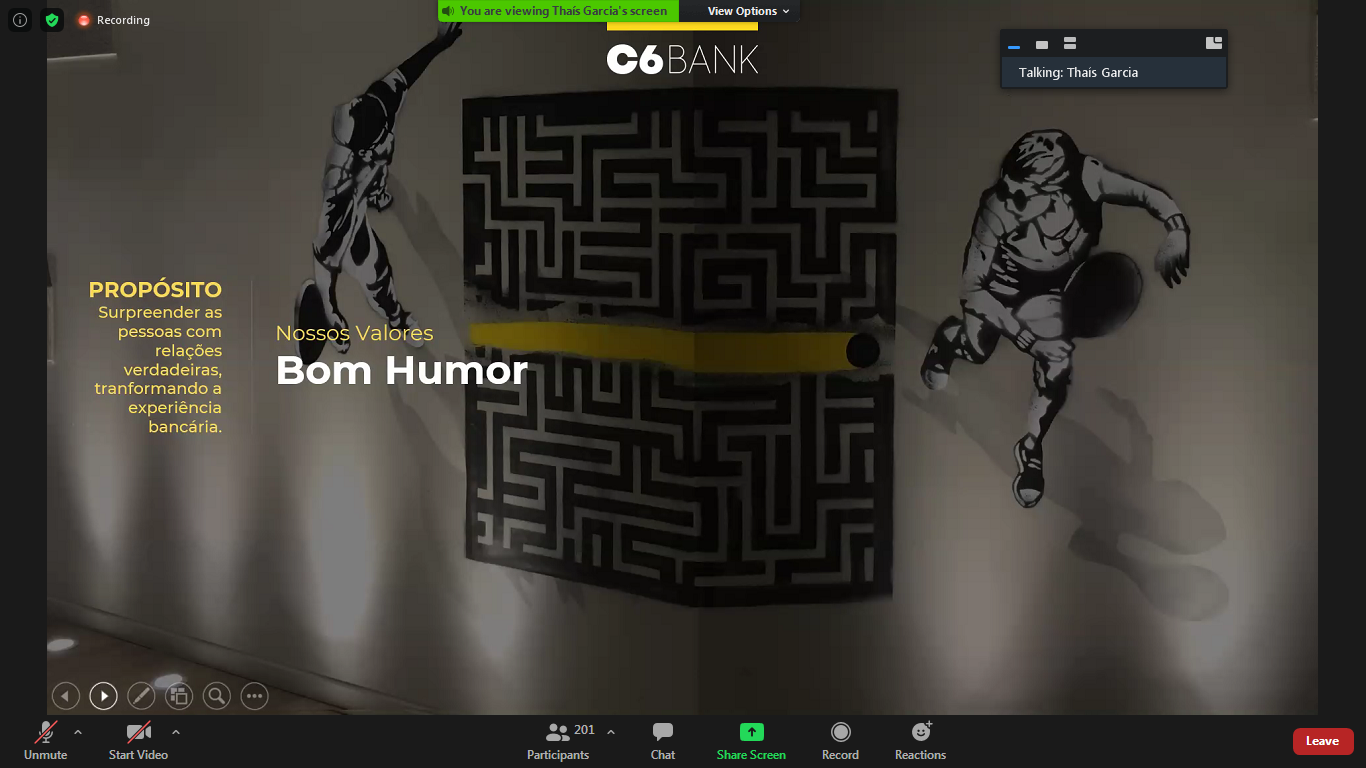 Recording
You are viewing Thaís Garcia's screen
View Options
C6BANK
Talking: Thaís Garcia
PROPÓSITO
Surpreender as
pessoas com
relações
verdadeiras,
tranformando a
experiência
bancária.
Nossos Valores
Bom Humor
Unmute
Start Video
201
Participants
Chat
Share Screen
Record
Reactions
Leave